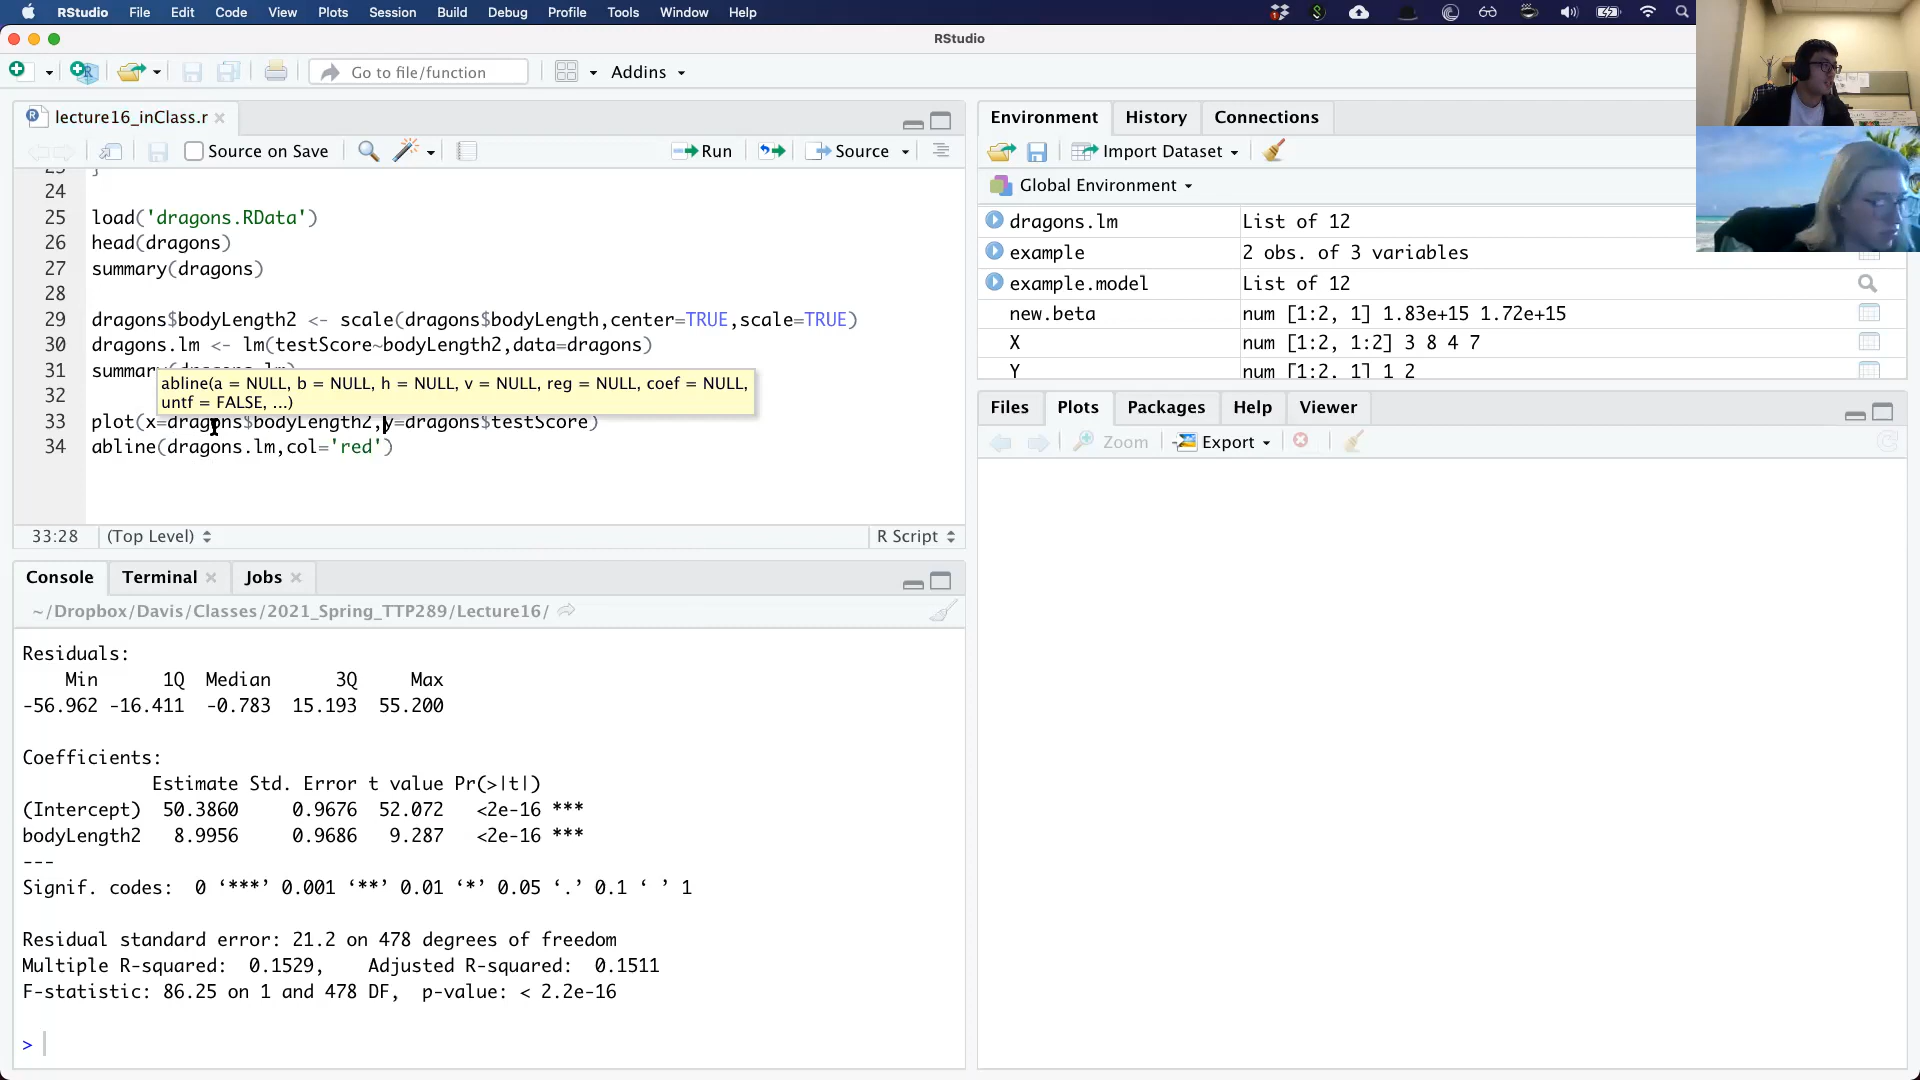 RStudio File Edit Code View Plots Session Build Debug Profile Tools Window Help
RStudio
Go to file/function Addins
lecture16_inClass.r
Source on Save Run Source
24
25 load('dragons.RData')
26 head(dragons)
27 summary(dragons)
28
29 dragons$bodyLength2 <- scale(dragons$bodyLength,center=TRUE,scale=TRUE)
30 dragons.lm <- lm(testScore~bodyLength2,data=dragons)
31 summary(dragons.lm)
abline(a = NULL, b = NULL, h = NULL, v = NULL, reg = NULL, coef = NULL,
32
untf = FALSE, ...)
33 plot(x=dragons$bodyLength2,y=dragons$testScore)
34 abline(dragons.lm,col='red')
33:28 (Top Level) R Script
Console Terminal Jobs
~/Dropbox/Davis/Classes/2021_Spring_TTP289/Lecture16/
Residuals:
Min 1Q Median 3Q Max
-56.962 -16.411 -0.783 15.193 55.200
Coefficients:
Estimate Std. Error t value Pr(>|t|)
(Intercept) 50.3860 0.9676 52.072 <2e-16 ***
bodyLength2 8.9956 0.9686 9.287 <2e-16 ***
---
Signif. codes: 0 ‘***’ 0.001 ‘**’ 0.01 ‘*’ 0.05 ‘.’ 0.1 ‘ ’ 1
Residual standard error: 21.2 on 478 degrees of freedom
Multiple R-squared: 0.1529, Adjusted R-squared: 0.1511
F-statistic: 86.25 on 1 and 478 DF, p-value: < 2.2e-16
>
Environment History Connections
Import Dataset
Global Environment
dragons.lm List of 12
example 2 obs. of 3 variables
example.model List of 12
new.beta num [1:2, 1] 1.83e+15 1.72e+15
X num [1:2, 1:2] 3 8 4 7
Y num [1:2, 1] 1 2
Files Plots Packages Help Viewer
Zoom Export